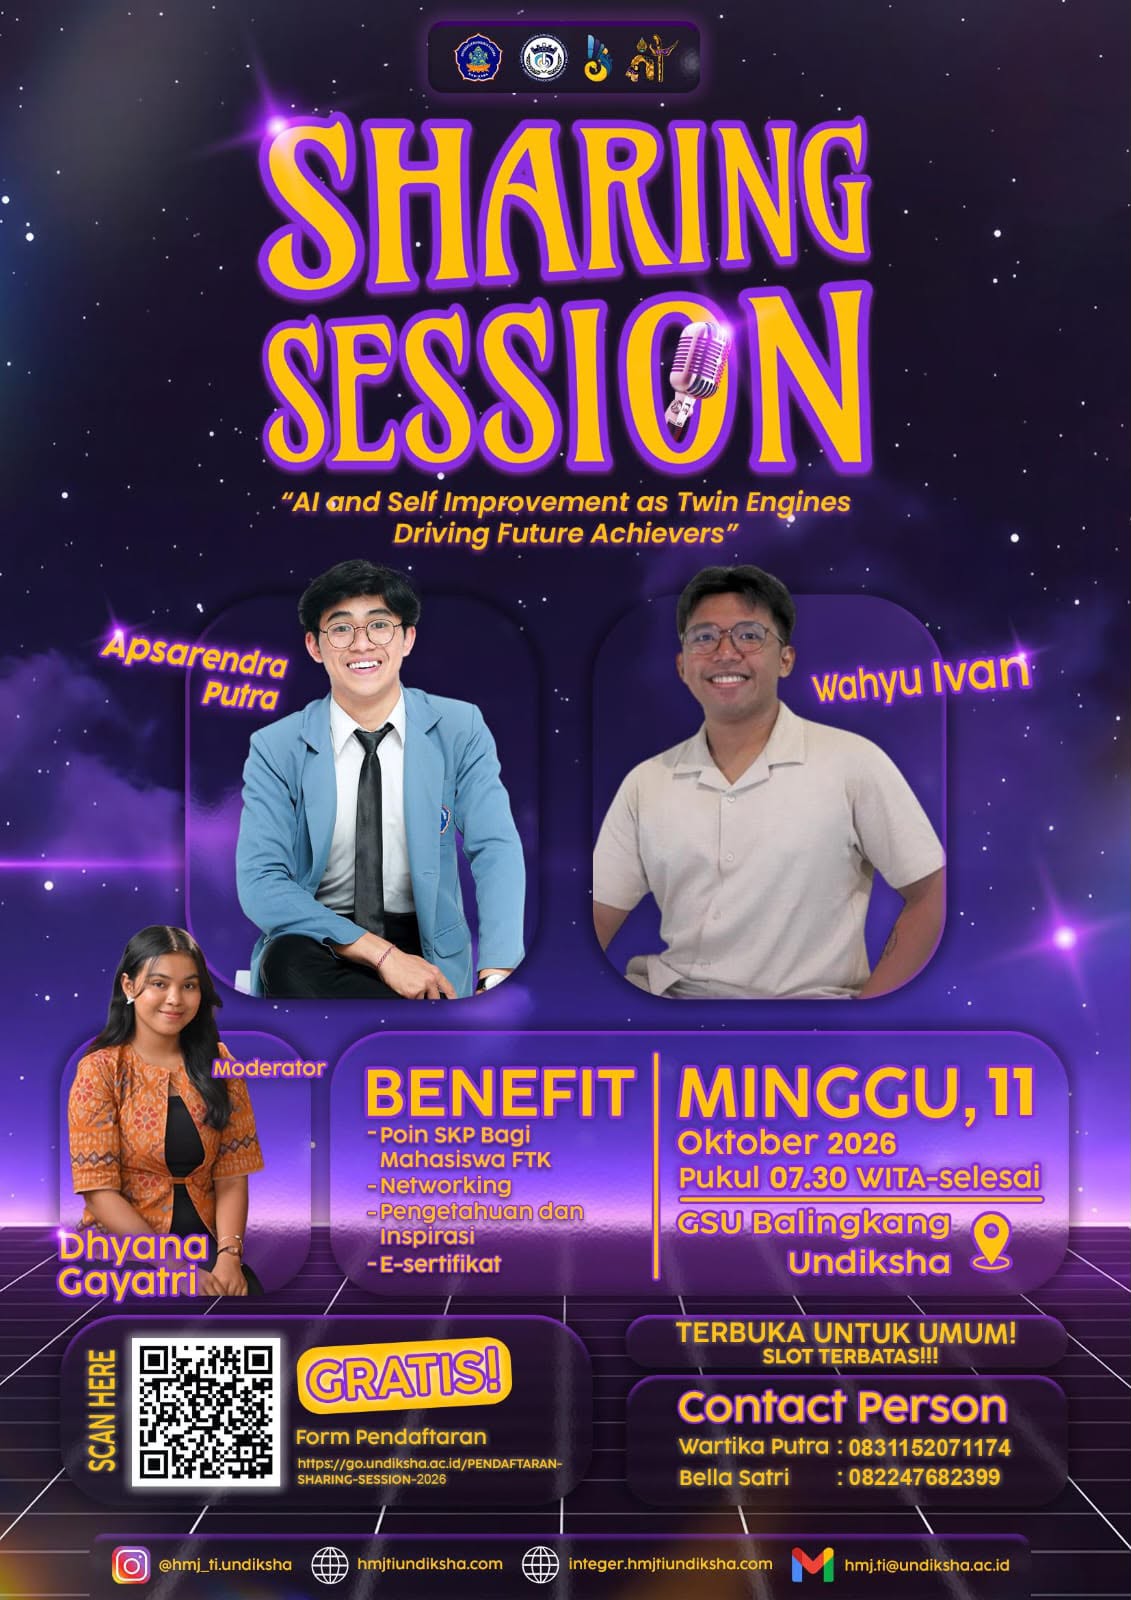 SHARING
SESSION
“AI and Self Improvement as Twin Engines
Driving Future Achievers”
Apsarendra
Putra
Wahyu Ivan
Moderator
Dhyana
Gayatri
BENEFIT
-Poin SKP Bagi
Mahasiswa FTK
-Networking
-Pengetahuan dan
Inspirasi
-E-sertifikat
MINGGU, 11
Oktober 2026
Pukul 07.30 WITA-selesai
GSU Balingkang
Undiksha
SCAN HERE
GRATIS!
Form Pendaftaran
https://go.undiksha.ac.id/PENDAFTARAN-
SHARING-SESSION-2026
TERBUKA UNTUK UMUM!
SLOT TERBATAS!!!
Contact Person
Wartika Putra : 083115207​1174
Bella Satri : 082247682399
@hmj_ti.undiksha
hmjtiundiksha.com
integer.hmjtiundiksha.com
hmj.ti@undiksha.ac.id